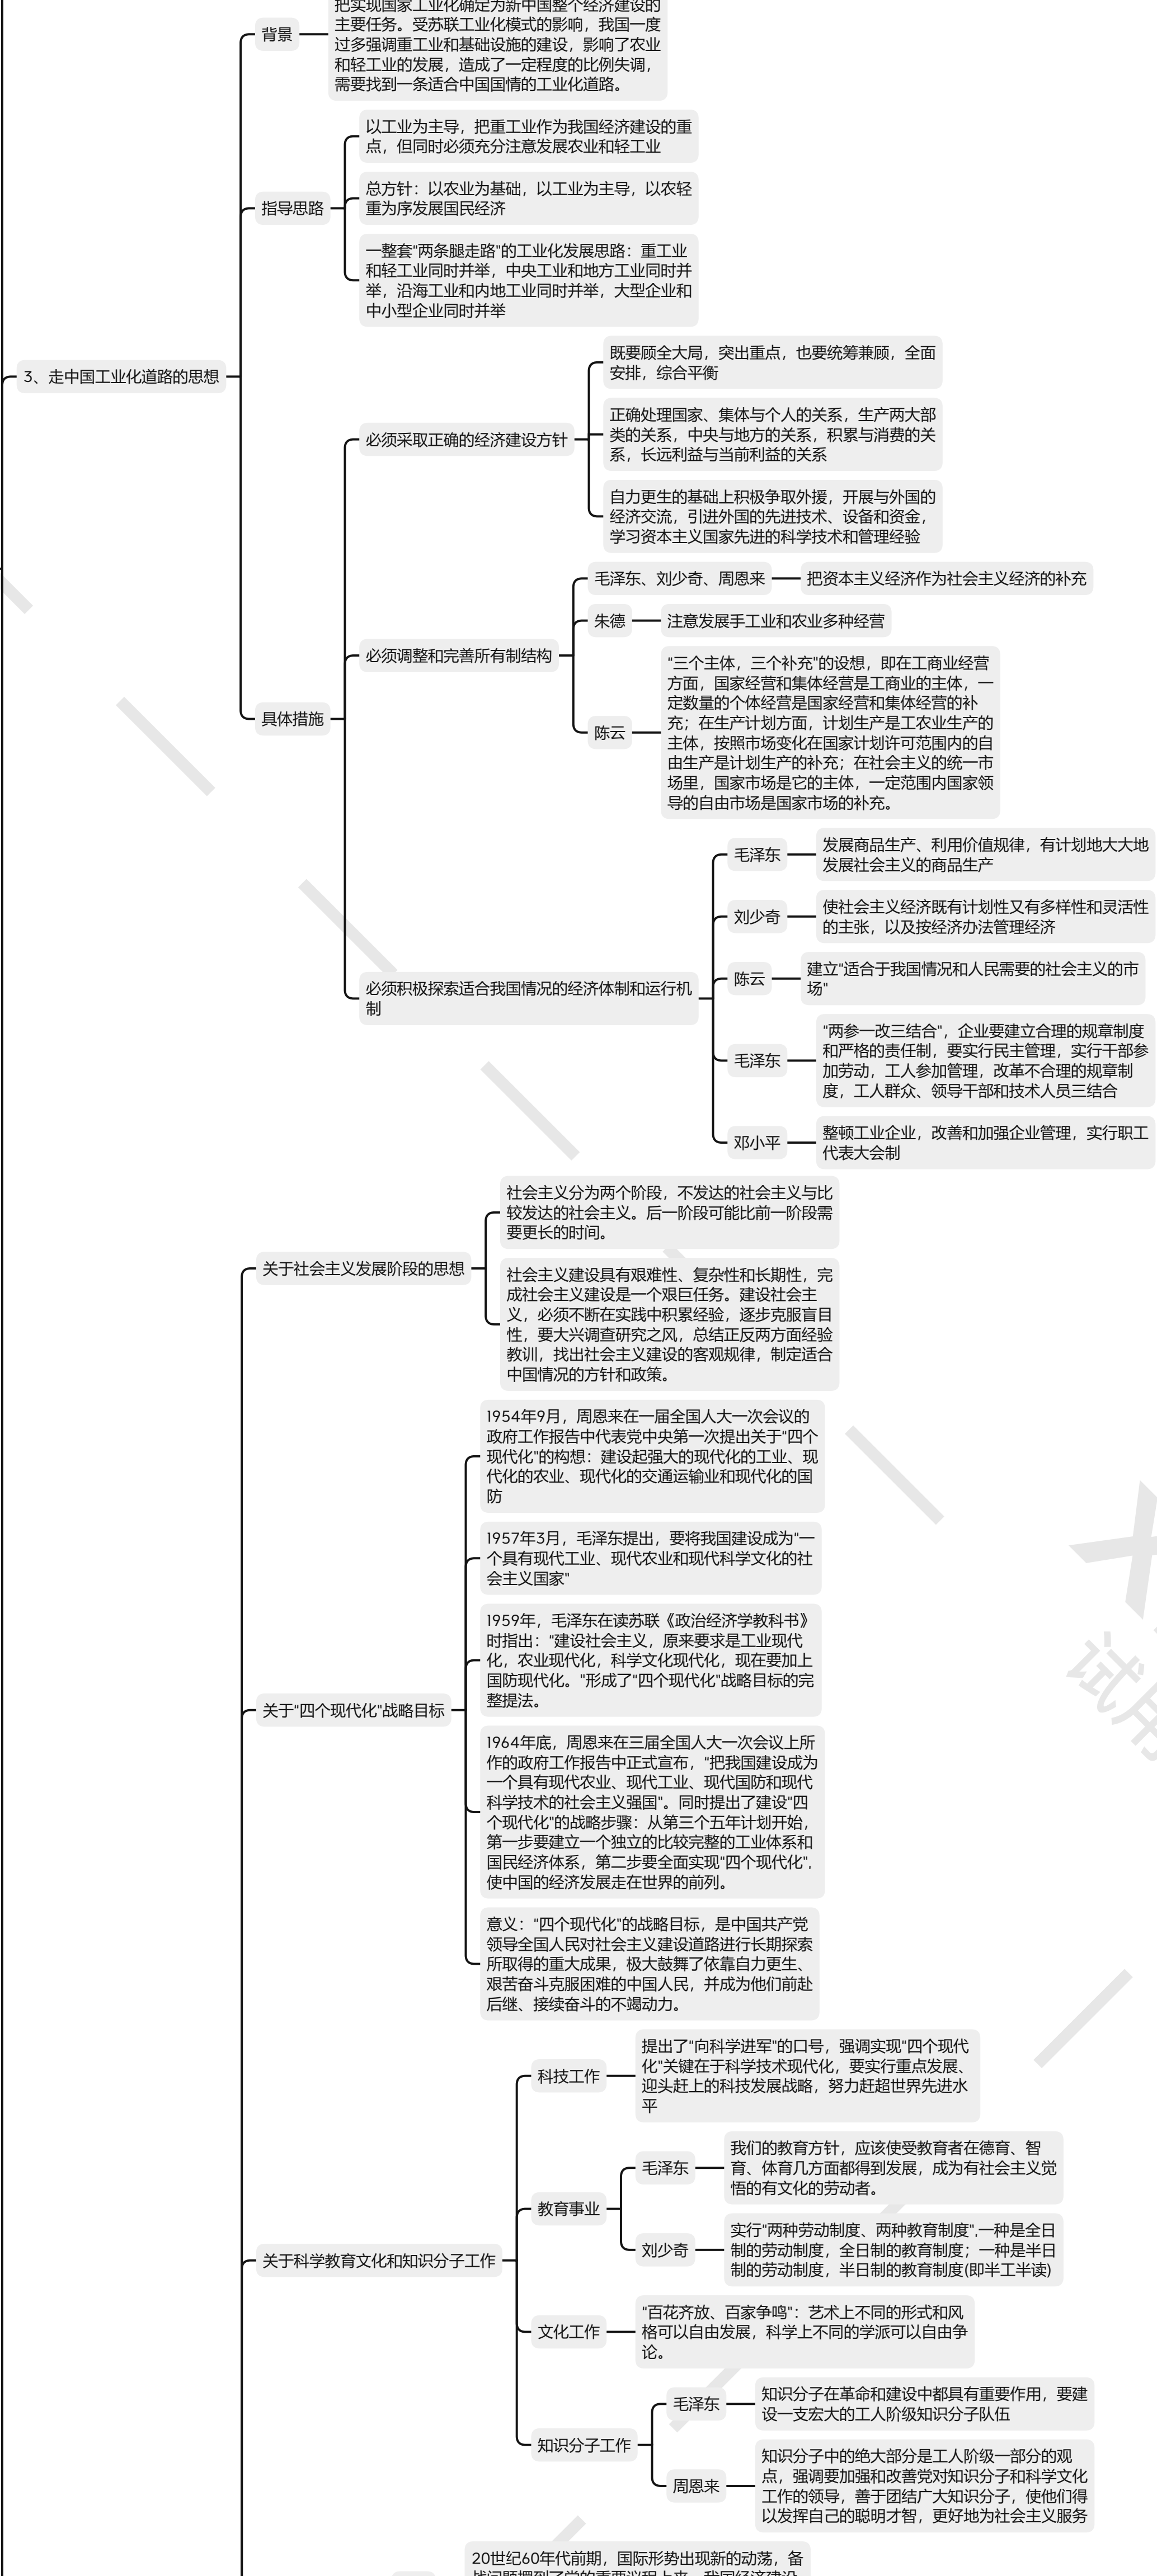 把实现国家工业化确定为新中国整个经济建设的
主要任务。受苏联工业化模式的影响，我国一度
过多强调重工业和基础设施的建设，影响了农业
和轻工业的发展，造成了一定程度的比例失调，
需要找到一条适合中国国情的工业化道路。
背景
以工业为主导，把重工业作为我国经济建设的重
点，但同时必须充分注意发展农业和轻工业
总方针：以农业为基础，以工业为主导，以农轻
重为序发展国民经济
指导思路
一整套"两条腿走路"的工业化发展思路：重工业
和轻工业同时并举，中央工业和地方工业同时并
举，沿海工业和内地工业同时并举，大型企业和
中小型企业同时并举
3、走中国工业化道路的思想
既要顾全大局，突出重点，也要统筹兼顾，全面
安排，综合平衡
必须采取正确的经济建设方针
正确处理国家、集体与个人的关系，生产两大部
类的关系，中央与地方的关系，积累与消费的关
系，长远利益与当前利益的关系
自力更生的基础上积极争取外援，开展与外国的
经济交流，引进外国的先进技术、设备和资金，
学习资本主义国家先进的科学技术和管理经验
毛泽东、刘少奇、周恩来
把资本主义经济作为社会主义经济的补充
朱德
注意发展手工业和农业多种经营
必须调整和完善所有制结构
具体措施
陈云
"三个主体，三个补充"的设想，即在工商业经营
方面，国家经营和集体经营是工商业的主体，一
定数量的个体经营是国家经营和集体经营的补
充；在生产计划方面，计划生产是工农业生产的
主体，按照市场变化在国家计划许可范围内的自
由生产是计划生产的补充；在社会主义的统一市
场里，国家市场是它的主体，一定范围内国家领
导的自由市场是国家市场的补充。
毛泽东
发展商品生产、利用价值规律，有计划地大大地
发展社会主义的商品生产
刘少奇
使社会主义经济既有计划性又有多样性和灵活性
的主张，以及按经济办法管理经济
必须积极探索适合我国情况的经济体制和运行机
制
陈云
建立"适合于我国情况和人民需要的社会主义的市
场"
毛泽东
"两参一改三结合"，企业要建立合理的规章制度
和严格的责任制，要实行民主管理，实行干部参
加劳动，工人参加管理，改革不合理的规章制
度，工人群众、领导干部和技术人员三结合
邓小平
整顿工业企业，改善和加强企业管理，实行职工
代表大会制
社会主义分为两个阶段，不发达的社会主义与比
较发达的社会主义。后一阶段可能比前一阶段需
要更长的时间。
关于社会主义发展阶段的思想
社会主义建设具有艰难性、复杂性和长期性，完
成社会主义建设是一个艰巨任务。建设社会主
义，必须不断在实践中积累经验，逐步克服盲目
性，要大兴调查研究之风，总结正反两方面经验
教训，找出社会主义建设的客观规律，制定适合
中国情况的方针和政策。
1954年9月，周恩来在一届全国人大一次会议的
政府工作报告中代表党中央第一次提出关于"四个
现代化"的构想：建设起强大的现代化的工业、现
代化的农业、现代化的交通运输业和现代化的国
防
1957年3月，毛泽东提出，要将我国建设成为"一
个具有现代工业、现代农业和现代科学文化的社
会主义国家"
1959年，毛泽东在读苏联《政治经济学教科书》
时指出："建设社会主义，原来要求是工业现代
化，农业现代化，科学文化现代化，现在要加上
国防现代化。"形成了"四个现代化"战略目标的完
整提法。
关于"四个现代化"战略目标
1964年底，周恩来在三届全国人大一次会议上所
作的政府工作报告中正式宣布，"把我国建设成为
一个具有现代农业、现代工业、现代国防和现代
科学技术的社会主义强国"。同时提出了建设"四
个现代化"的战略步骤：从第三个五年计划开始，
第一步要建立一个独立的比较完整的工业体系和
国民经济体系，第二步要全面实现"四个现代化",
使中国的经济发展走在世界的前列。
意义："四个现代化"的战略目标，是中国共产党
领导全国人民对社会主义建设道路进行长期探索
所取得的重大成果，极大鼓舞了依靠自力更生、
艰苦奋斗克服困难的中国人民，并成为他们前赴
后继、接续奋斗的不竭动力。
试用
科技工作
提出了"向科学进军"的口号，强调实现"四个现代
化"关键在于科学技术现代化，要实行重点发展、
迎头赶上的科技发展战略，努力赶超世界先进水
平
教育事业
毛泽东
我们的教育方针，应该使受教育者在德育、智
育、体育几方面都得到发展，成为有社会主义觉
悟的有文化的劳动者。
刘少奇
实行"两种劳动制度、两种教育制度",一种是全日
制的劳动制度，全日制的教育制度；一种是半日
制的劳动制度，半日制的教育制度(即半工半读)
关于科学教育文化和知识分子工作
文化工作
"百花齐放、百家争鸣"：艺术上不同的形式和风
格可以自由发展，科学上不同的学派可以自由争
论。
知识分子工作
毛泽东
知识分子在革命和建设中都具有重要作用，要建
设一支宏大的工人阶级知识分子队伍
周恩来
知识分子中的绝大部分是工人阶级一部分的观
点，强调要加强和改善党对知识分子和科学文化
工作的领导，善于团结广大知识分子，使他们得
以发挥自己的聪明才智，更好地为社会主义服务
20世纪60年代前期，国际形势出现新的动荡，备
战问题摆到了党的重要议程上来，我国经济建设